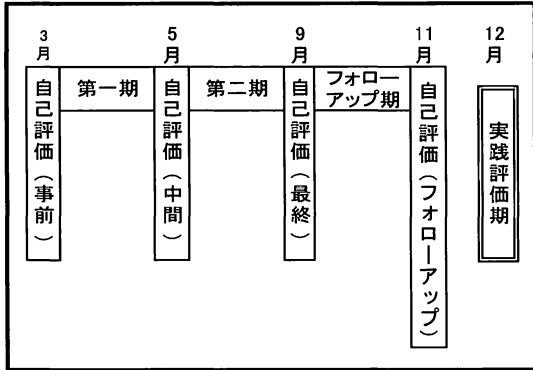 3月
5月
9月
11月
12月
自己評価（事前）
第一期
自己評価（中間）
第二期
自己評価（最終）
フォロー
アップ期
自己評価（フォローアップ）
実践評価期